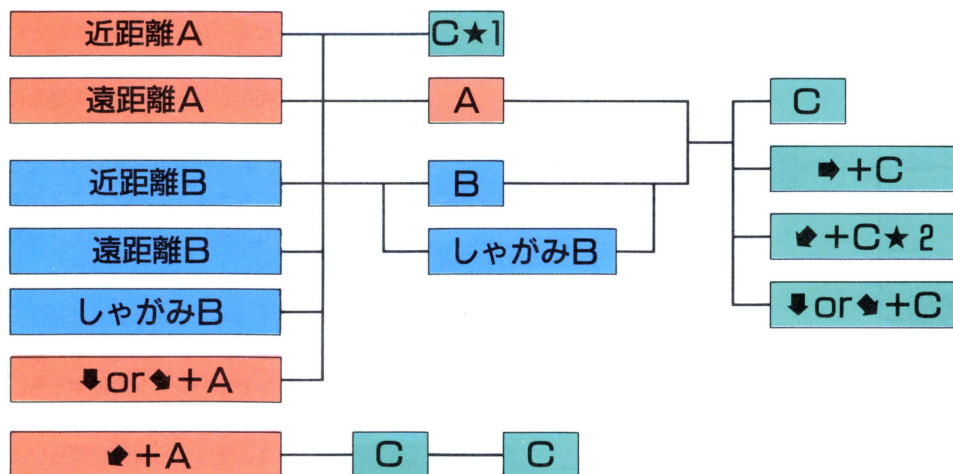 近距離A
C★1
遠距離A
A
C
近距離B
B
➡+C
遠距離B
しゃがみB
⬋+C★2
しゃがみB
⬇or⬊+C
⬇or⬊+A
⬋+A
C
C